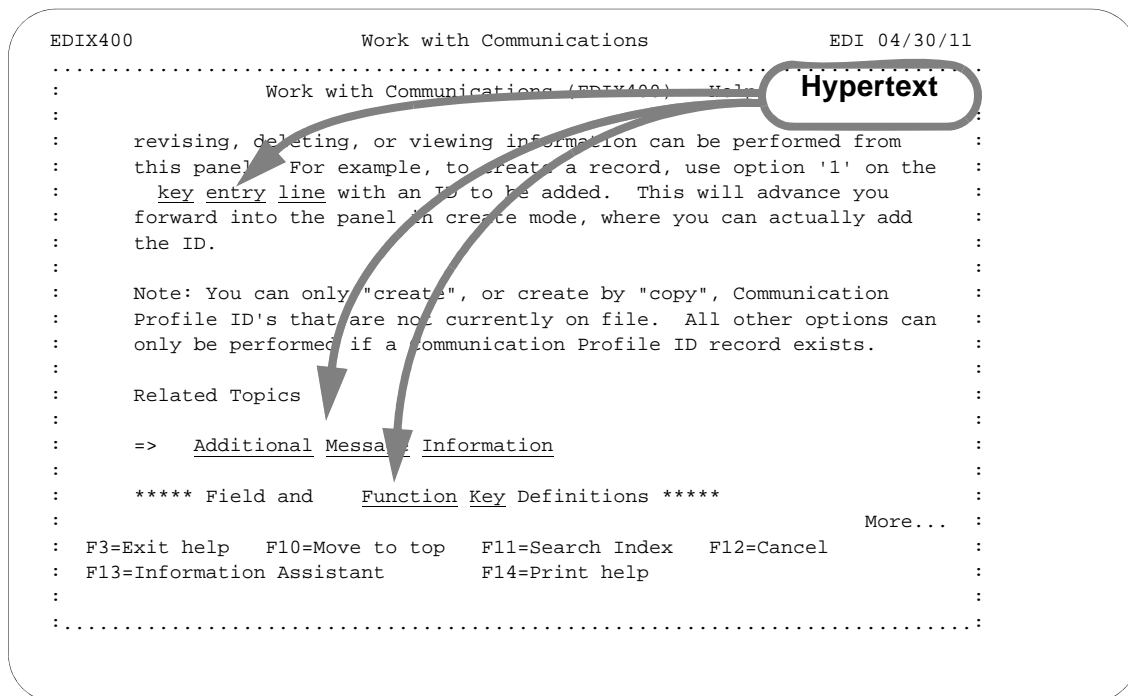 EDIX400 Work with Communications EDI 04/30/11
...............................................................................
: Work with Communications (EDIX400) - Help
Hypertext
: :
: revising, deleting, or viewing information can be performed from :
: this panel. For example, to create a record, use option '1' on the :
: key entry line with an ID to be added. This will advance you :
: forward into the panel in create mode, where you can actually add :
: the ID. :
: :
: Note: You can only "create", or create by "copy", Communication :
: Profile ID's that are not currently on file. All other options can :
: only be performed if a Communication Profile ID record exists. :
: :
: Related Topics :
: :
: => Additional Message Information :
: :
: ***** Field and Function Key Definitions ***** :
: More... :
: F3=Exit help F10=Move to top F11=Search Index F12=Cancel :
: F13=Information Assistant F14=Print help :
: :
:.............................................................................: